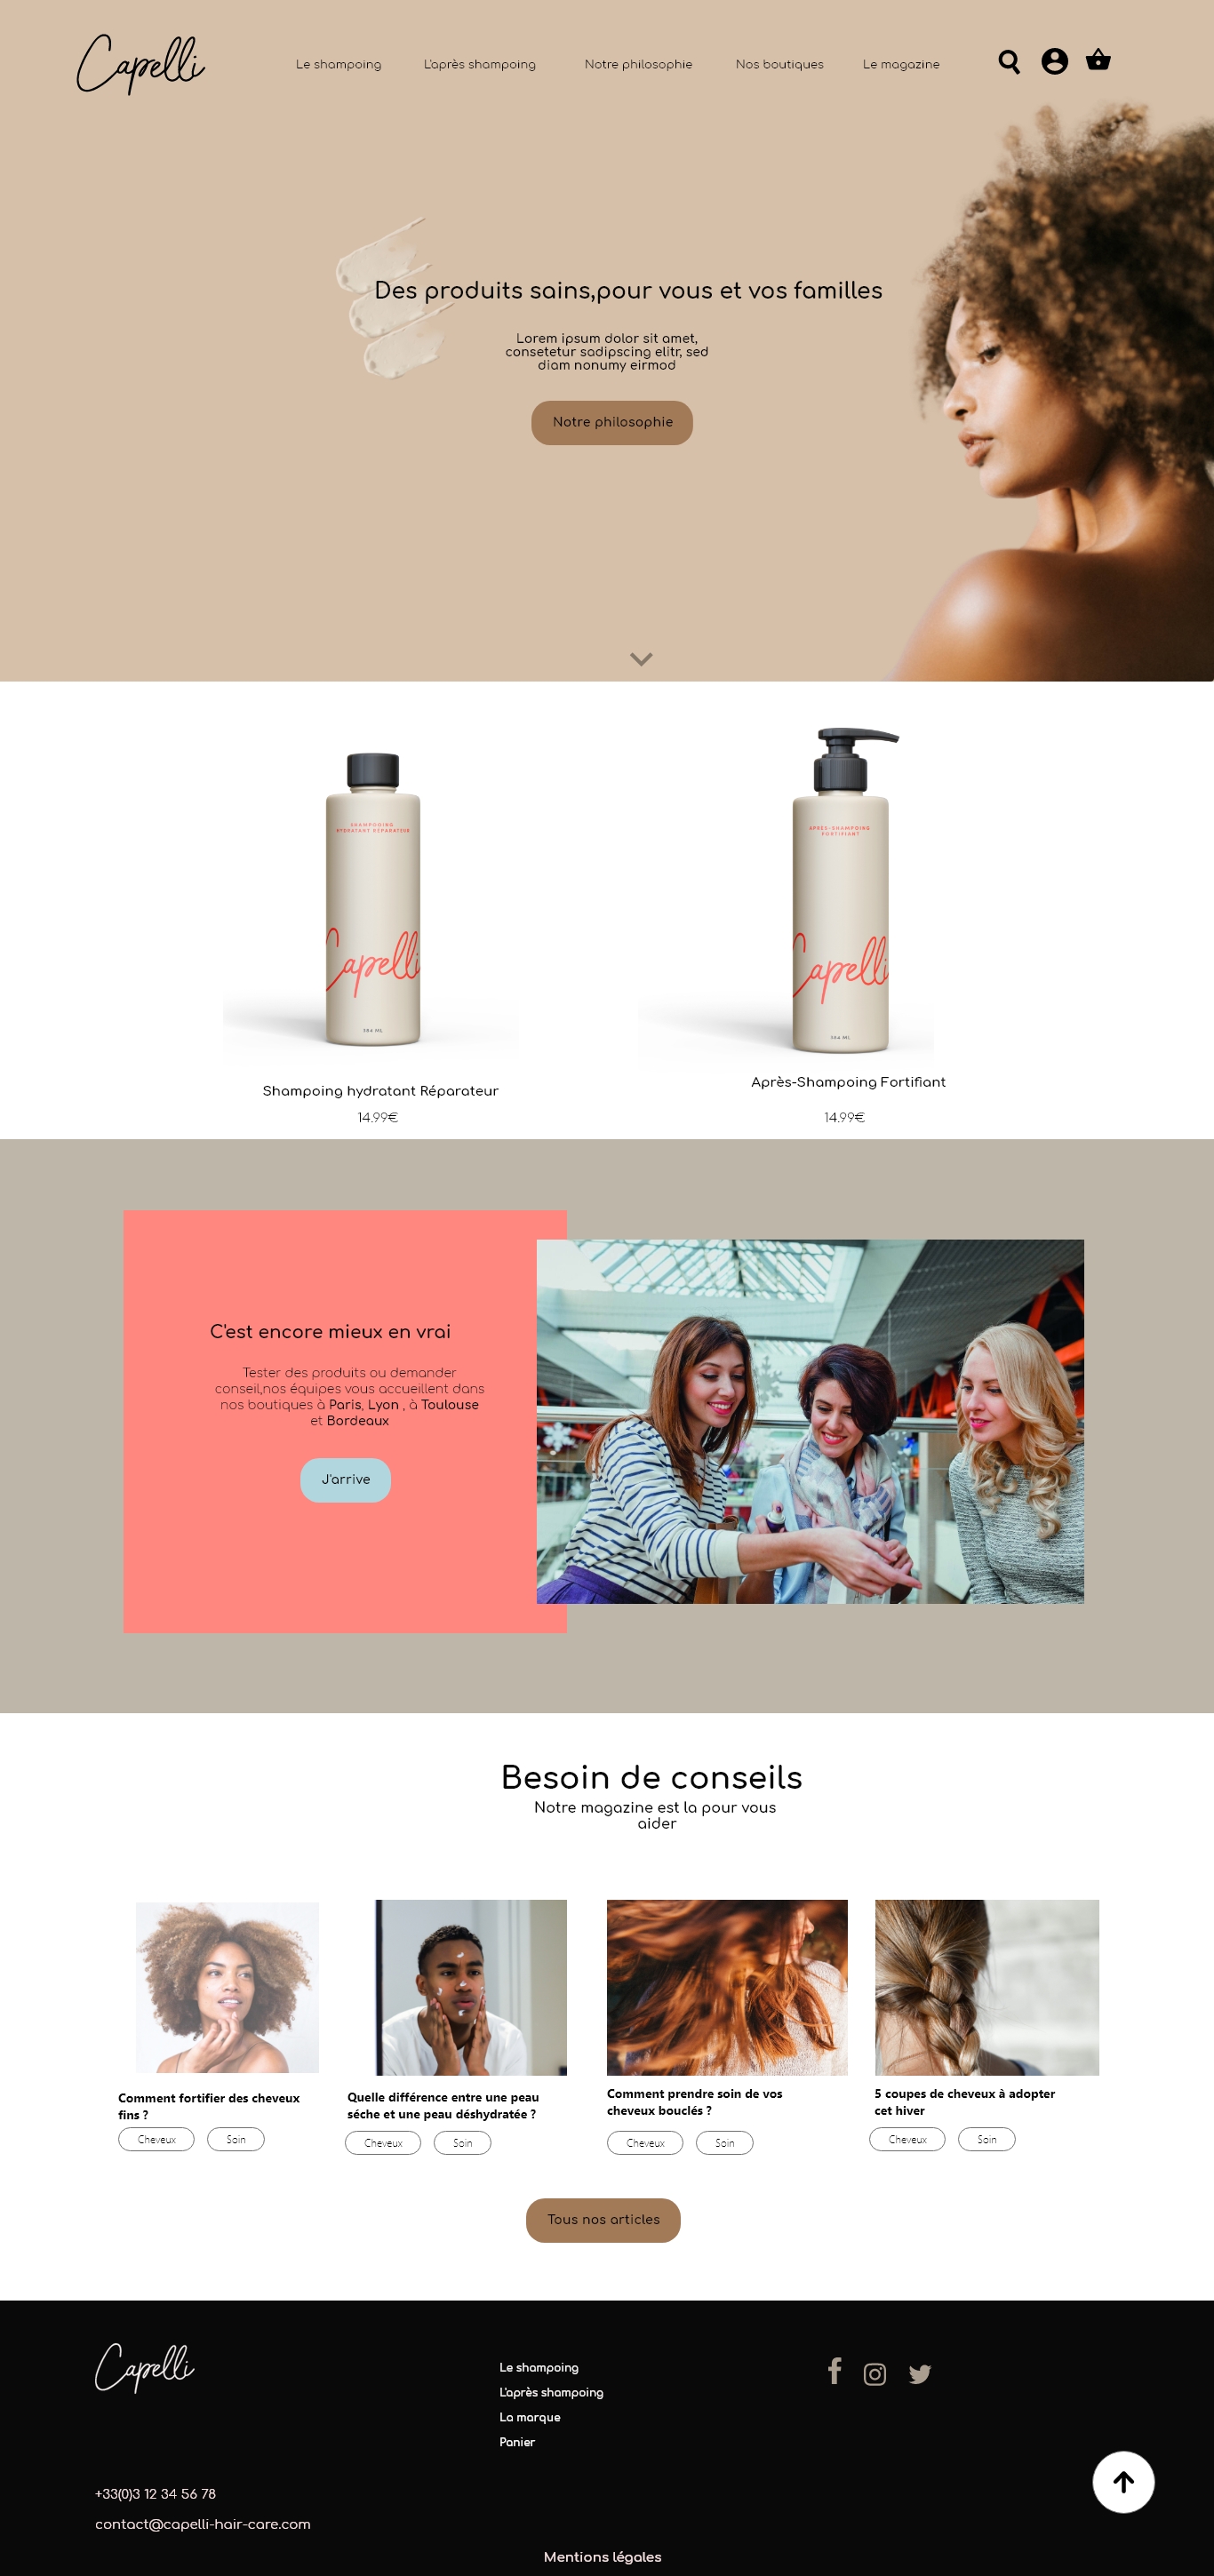 Capelli
Le shampoing
L'après shampoing
Notre philosophie
Nos boutiques
Le magazine
Des produits sains,pour vous et vos familles
Lorem ipsum dolor sit amet,
consetetur sadipscing elitr, sed
diam nonumy eirmod
Notre philosophie
SHAMPOOING
HYDRATANT RÉPARATEUR
Capelli
384 ML
APRÈS-SHAMPOING
FORTIFIANT
Capelli
384 ML
Shampoing hydratant Réparateur
14.99€
Après-Shampoing Fortifiant
14.99€
C'est encore mieux en vrai
Tester des produits ou demander
conseil,nos équipes vous accueillent dans
nos boutiques à Paris, Lyon , à Toulouse
et Bordeaux
J'arrive
Besoin de conseils
Notre magazine est la pour vous
aider
Comment fortifier des cheveux
fins ?
Cheveux
Soin
Quelle différence entre une peau
séche et une peau déshydratée ?
Cheveux
Soin
Comment prendre soin de vos
cheveux bouclés ?
Cheveux
Soin
5 coupes de cheveux à adopter
cet hiver
Cheveux
Soin
Tous nos articles
Capelli
Le shampoing
L'après shampoing
La marque
Panier
+33(0)3 12 34 56 78
contact@capelli-hair-care.com
Mentions légales